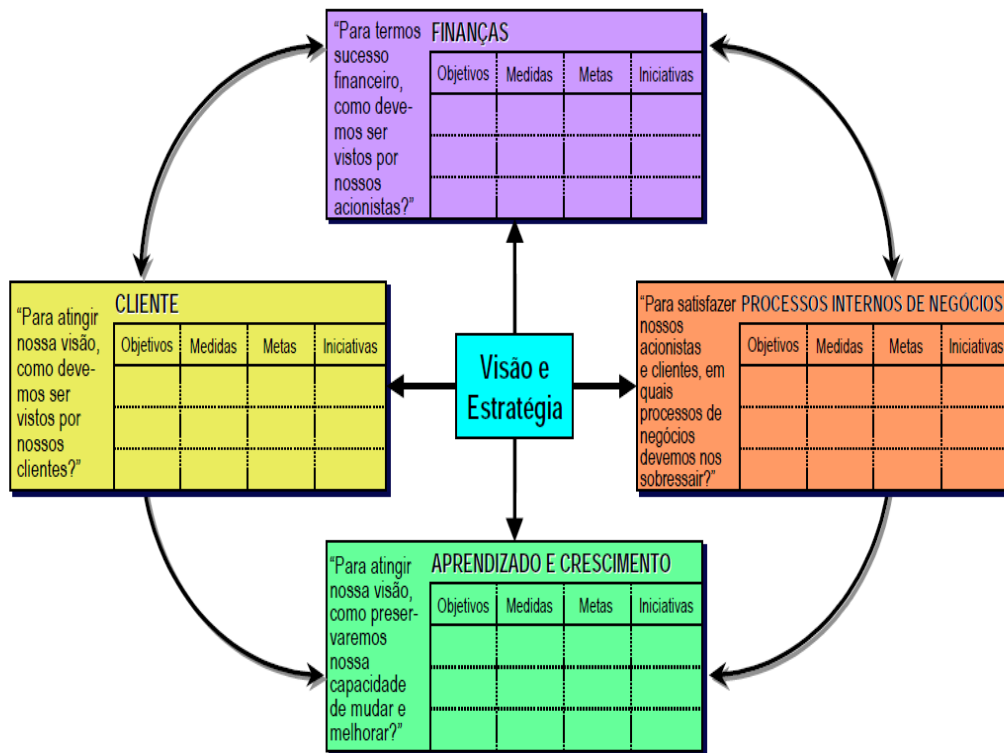 FINANÇAS
“Para termos
sucesso
financeiro,
como deve-
mos ser
vistos por
nossos
acionistas?”
Objetivos Medidas Metas Iniciativas
CLIENTE
“Para atingir
nossa visão,
como deve-
mos ser
vistos por
nossos
clientes?”
Objetivos Medidas Metas Iniciativas
Visão e
Estratégia
PROCESSOS INTERNOS DE NEGÓCIOS
“Para satisfazer
nossos
acionistas
e clientes, em
quais
processos de
negócios
devemos nos
sobressair?”
Objetivos Medidas Metas Iniciativas
APRENDIZADO E CRESCIMENTO
“Para atingir
nossa visão,
como preser-
varemos
nossa
capacidade
de mudar e
melhorar?”
Objetivos Medidas Metas Iniciativas